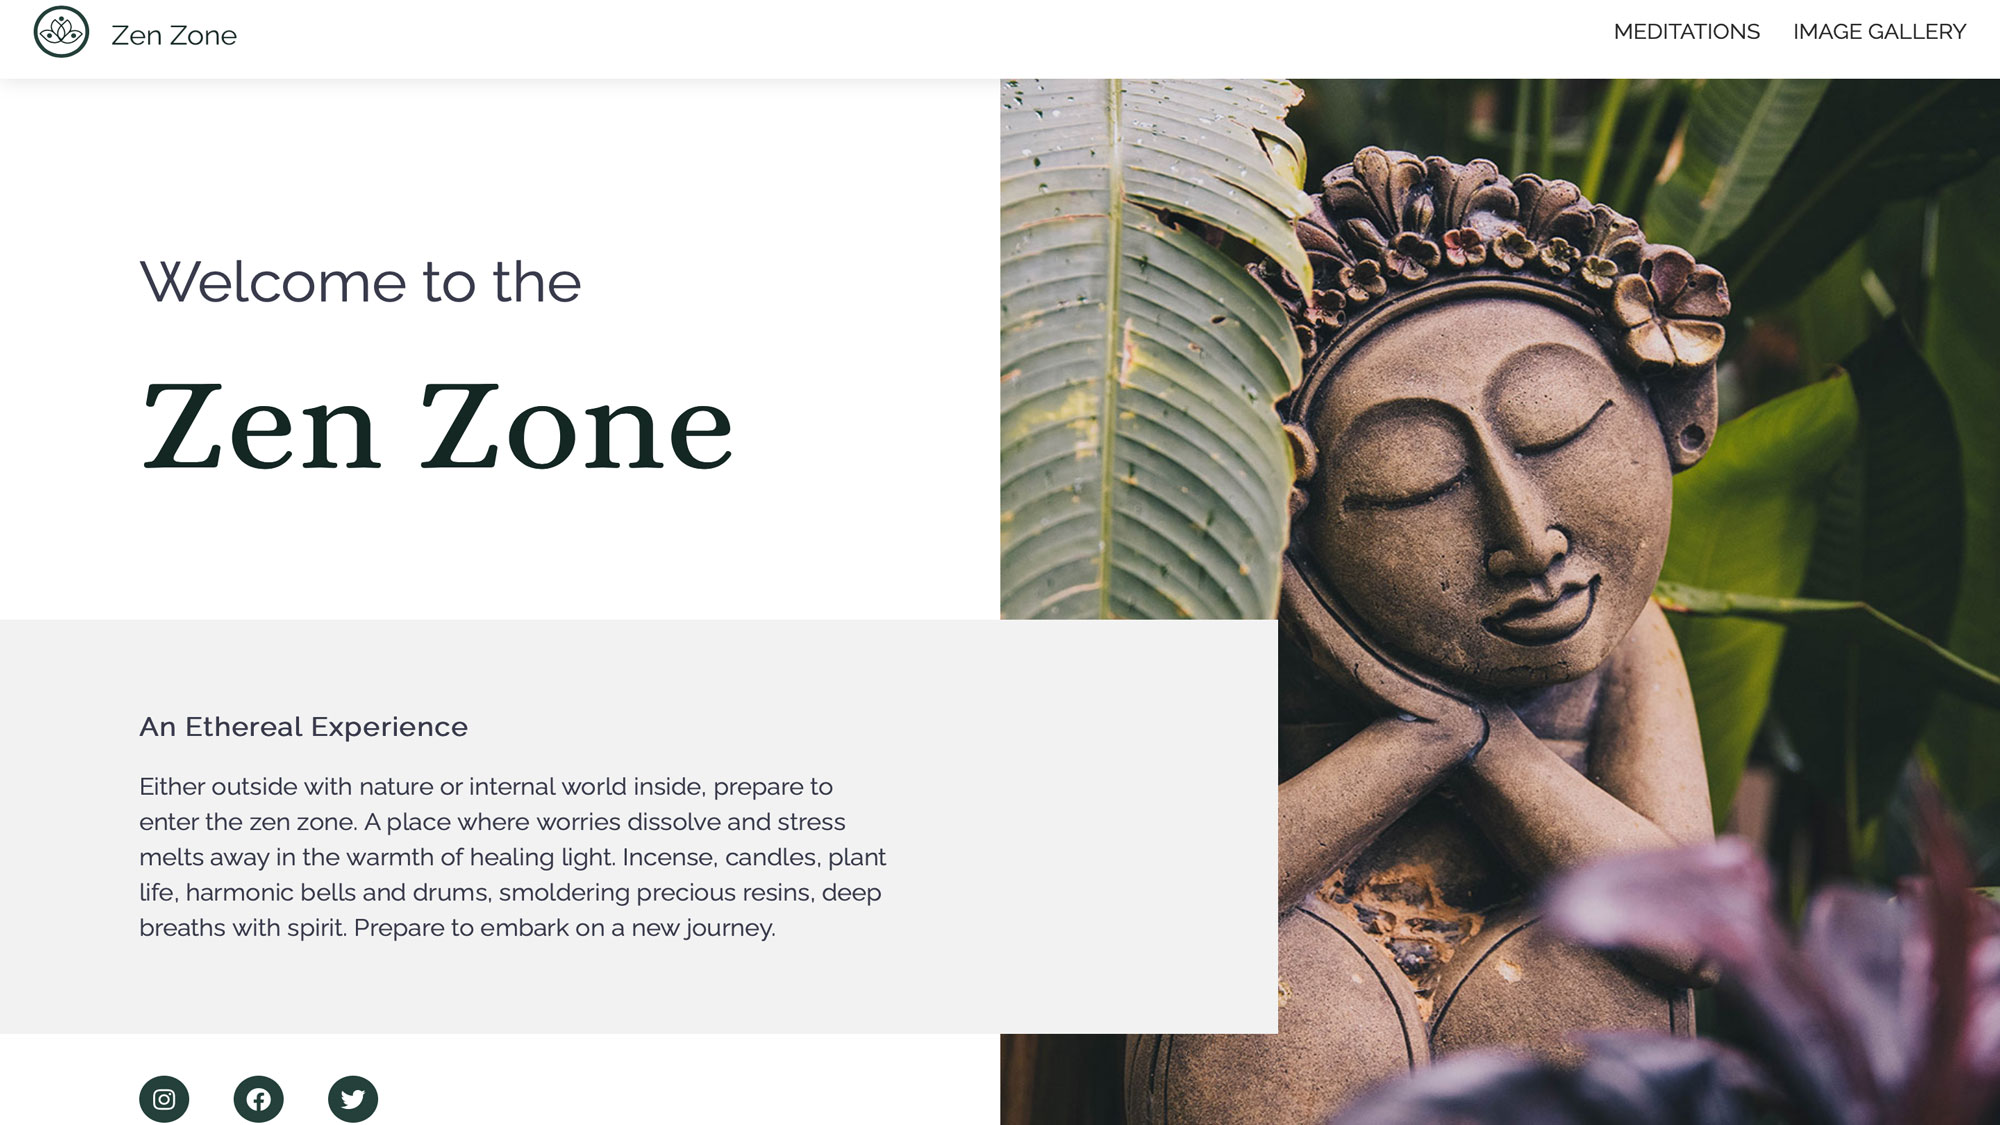 Zen Zone
MEDITATIONS
IMAGE GALLERY
Welcome to the
Zen Zone
An Ethereal Experience
Either outside with nature or internal world inside, prepare to
enter the zen zone. A place where worries dissolve and stress
melts away in the warmth of healing light. Incense, candles, plant
life, harmonic bells and drums, smoldering precious resins, deep
breaths with spirit. Prepare to embark on a new journey.